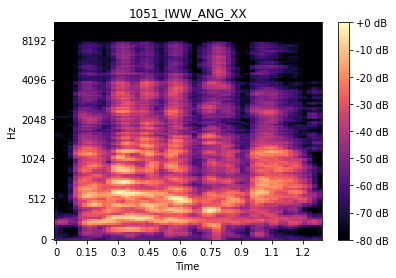 1051_IWW_ANG_XX
+0 dB
8192
-10 dB
4096
-20 dB
-30 dB
2048
Hz
-40 dB
1024
-50 dB
512
-60 dB
-70 dB
0
-80 dB
0 0.15 0.3 0.45 0.6 0.75 0.9 1.1 1.2
Time